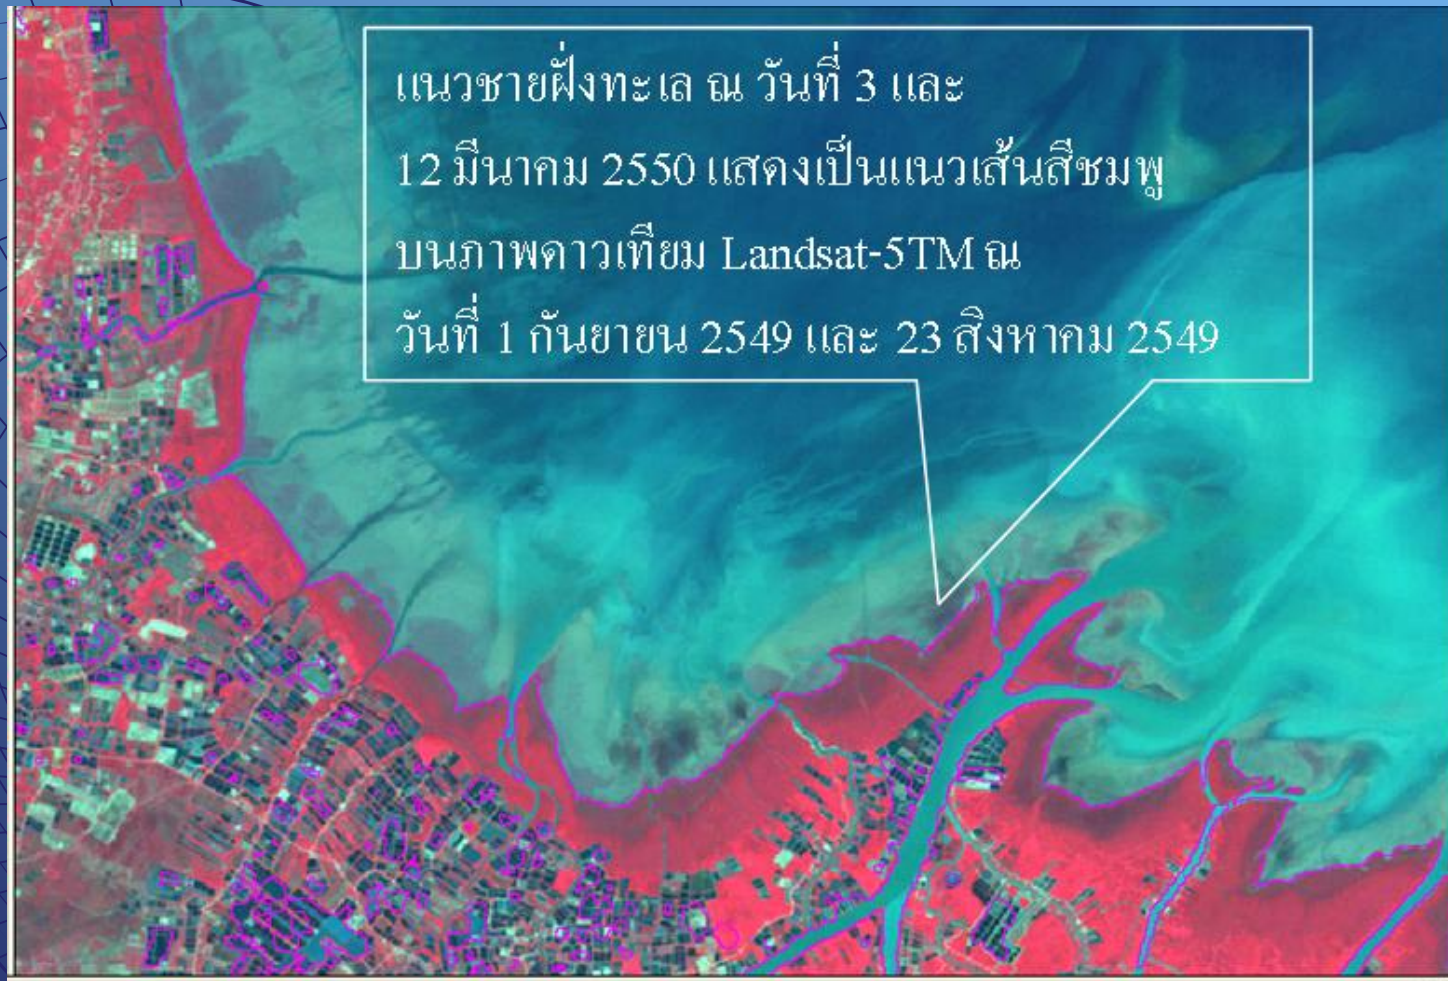 แนวชายฝั่งทะเล ณ วันที่ 3 และ
12 มีนาคม 2550 แสดงเป็นแนวเส้นสีชมพู
บนภาพดาวเทียม Landsat-5TM ณ
วันที่ 1 กันยายน 2549 และ 23 สิงหาคม 2549